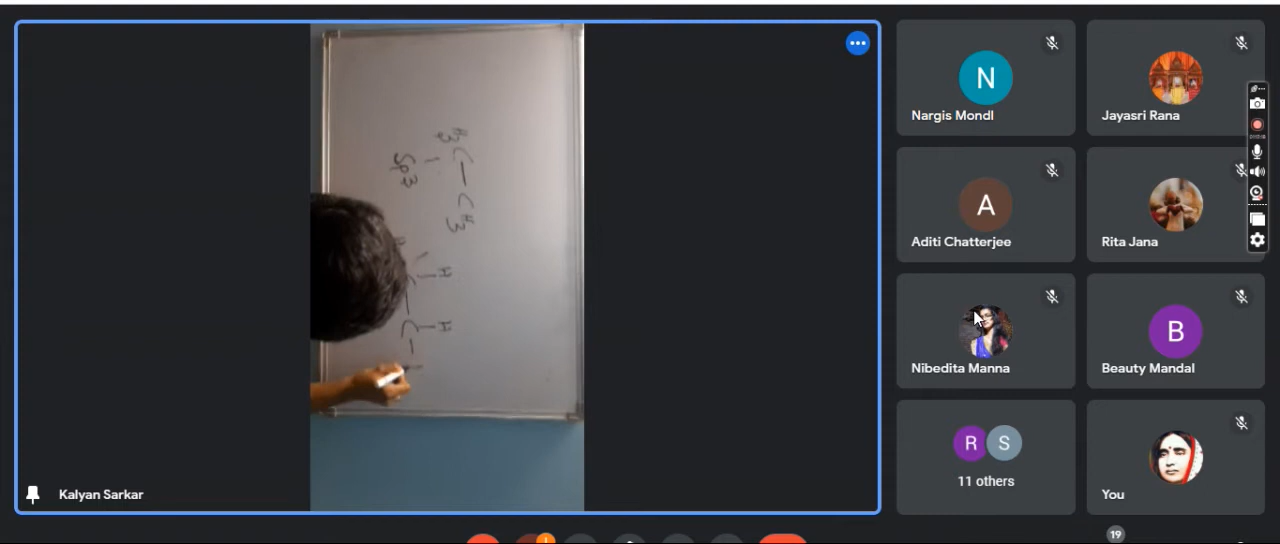 H3C — CH3
|
Sp3
H H
| |
C — C —
Kalyan Sarkar
N
Nargis Mondl
Jayasri Rana
A
Aditi Chatterjee
Rita Jana
Nibedita Manna
B
Beauty Mandal
R S
11 others
You
19